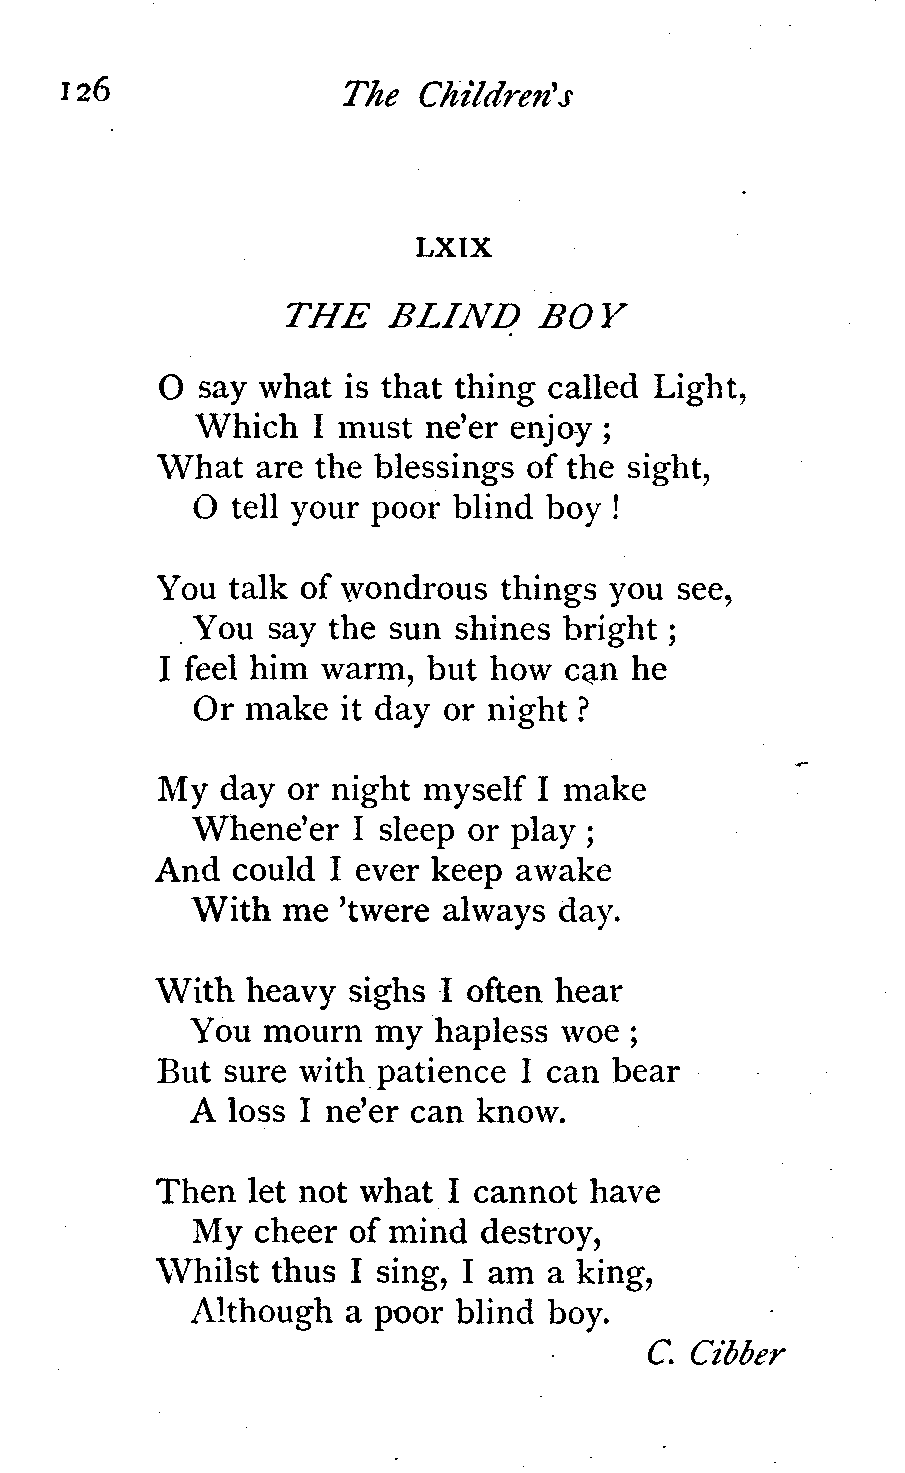 126 The Children's
LXIX
THE BLIND BOY
O say what is that thing called Light,
Which I must ne'er enjoy ;
What are the blessings of the sight,
O tell your poor blind boy !
You talk of wondrous things you see,
You say the sun shines bright ;
I feel him warm, but how can he
Or make it day or night ?
My day or night myself I make
Whene'er I sleep or play ;
And could I ever keep awake
With me 'twere always day.
With heavy sighs I often hear
You mourn my hapless woe ;
But sure with patience I can bear
A loss I ne'er can know.
Then let not what I cannot have
My cheer of mind destroy,
Whilst thus I sing, I am a king,
Although a poor blind boy.
C. Cibber